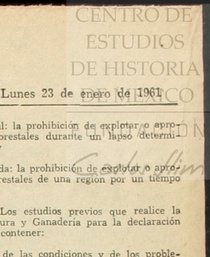 CENTRO DE
ESTUDIOS
DE HISTORIA
DE MÉXICO
Lunes 23 de enero de 1961.
al: la prohibición de explotar o apro-
orestales durante un lapso determi-
da: la prohibición de explotar o apro-
restales de una región por un tiempo
Los estudios previos que realice la
ura y Ganadería para la declaración
contener:
de las condiciones y de los proble-